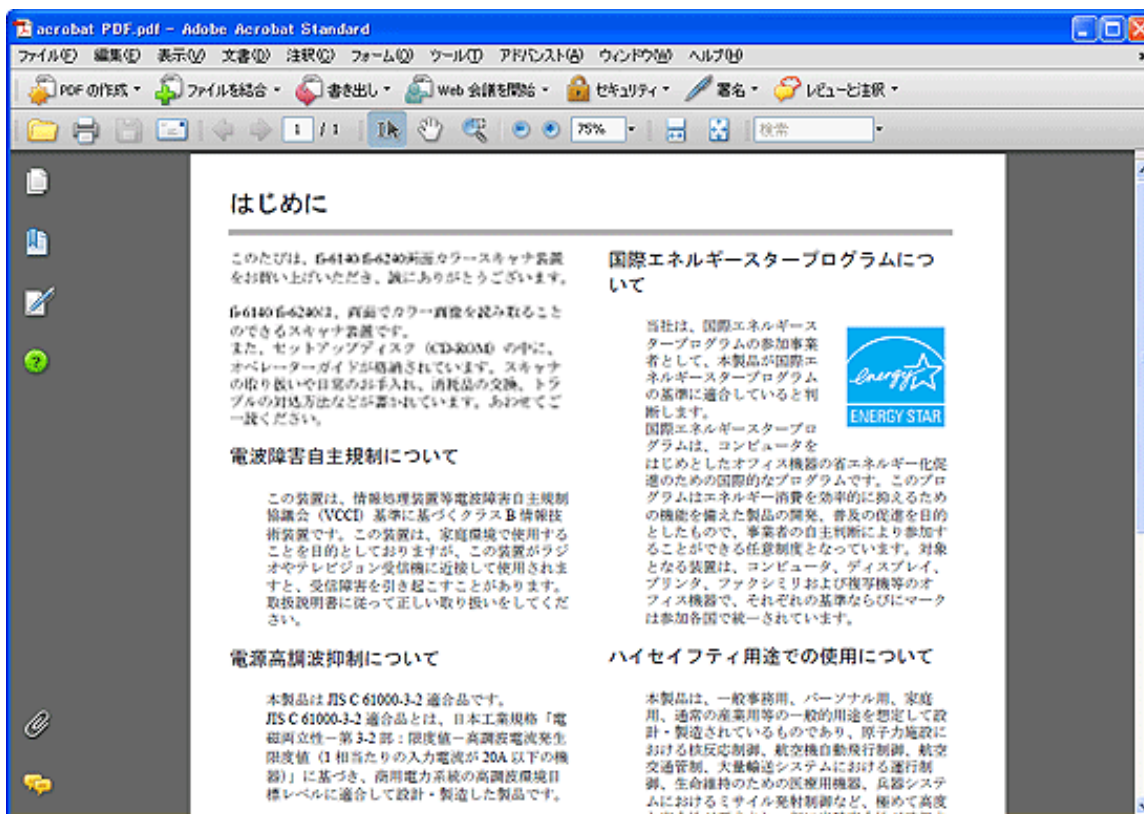 acrobat PDF.pdf - Adobe Acrobat Standard
ファイル(F) 編集(E) 表示(V) 文書(D) 注釈(C) フォーム(O) ツール(T) アドバンスト(A) ウィンドウ(W) ヘルプ(H)
PDF の作成 ファイルを結合 書き出し Web 会議を開始 セキュリティ 署名 レビューと注釈
1 / 1 75% 検索
はじめに
このたびは、fi-6140/fi-6240両面カラースキャナ装置
をお買い上げいただき、誠にありがとうございます。
fi-6140/fi-6240は、両面でカラー画像を読み取ること
のできるスキャナ装置です。
また、セットアップディスク (CD-ROM) の中に、
オペレーターガイドが格納されています。スキャナ
の取り扱いや日常のお手入れ、消耗品の交換、トラ
ブルの対処方法などが書かれています。あわせてご
一読ください。
電波障害自主規制について
この装置は、情報処理装置等電波障害自主規制
協議会 (VCCI) 基準に基づくクラス B 情報技
術装置です。この装置は、家庭環境で使用する
ことを目的としておりますが、この装置がラジ
オやテレビジョン受信機に近接して使用されま
すと、受信障害を引き起こすことがあります。
取扱説明書に従って正しい取り扱いをしてくだ
さい。
電源高調波抑制について
本製品は JIS C 61000-3-2 適合品です。
JIS C 61000-3-2 適合品とは、日本工業規格「電
磁両立性－第 3-2 部：限度値－高調波電流発生
限度値 (1 相当たりの入力電流が 20A 以下の機
器)」に基づき、商用電力系統の高調波環境目
標レベルに適合して設計・製造した製品です。
国際エネルギースタープログラムにつ
いて
当社は、国際エネルギース
タープログラムの参加事業
者として、本製品が国際エ
ネルギースタープログラム
の基準に適合していると判
断します。
国際エネルギースタープロ
グラムは、コンピュータを
はじめとしたオフィス機器の省エネルギー化促
進のための国際的なプログラムです。このプロ
グラムはエネルギー消費を効率的に抑えるため
の機能を備えた製品の開発、普及の促進を目的
としたもので、事業者の自主判断により参加す
ることができる任意制度となっています。対象
となる装置は、コンピュータ、ディスプレイ、
プリンタ、ファクシミリおよび複写機等のオ
フィス機器で、それぞれの基準ならびにマーク
は参加各国で統一されています。
energy
ENERGY STAR
ハイセイフティ用途での使用について
本製品は、一般事務用、パーソナル用、家庭
用、通常の産業用等の一般的用途を想定して設
計・製造されているものであり、原子力施設に
おける核反応制御、航空機自動飛行制御、航空
交通管制、大量輸送システムにおける運行制
御、生命維持のための医療用機器、兵器システ
ムにおけるミサイル発射制御など、極めて高度